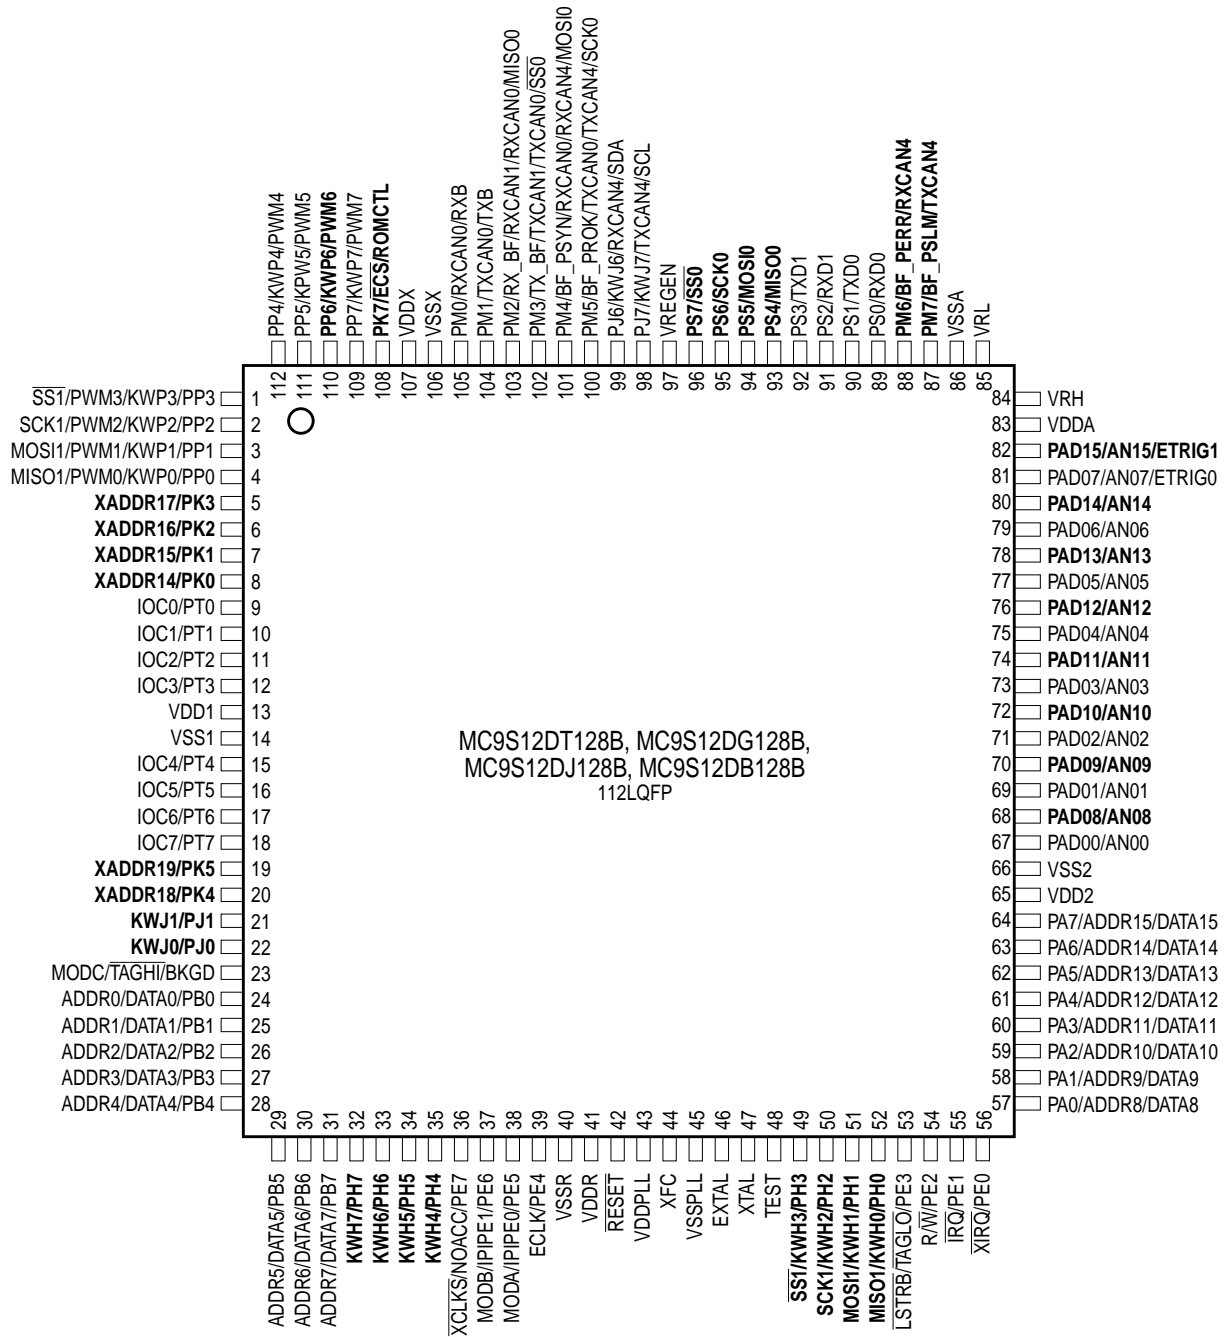 PP4/KWP4/PWM4
PP5/KPW5/PWM5
PP6/KWP6/PWM6
PP7/KWP7/PWM7
PK7/ECS/ROMCTL
VDDX
VSSX
PM0/RXCAN0/RXB
PM1/TXCAN0/TXB
PM2/RX_BF/RXCAN1/RXCAN0/MISO0
PM3/TX_BF/TXCAN1/TXCAN0/SS0
PM4/BF_PSYN/RXCAN0/RXCAN4/MOSI0
PM5/BF_PROK/TXCAN0/TXCAN4/SCK0
PJ6/KWJ6/RXCAN4/SDA
PJ7/KWJ7/TXCAN4/SCL
VREGEN
PS7/SS0
PS6/SCK0
PS5/MOSI0
PS4/MISO0
PS3/TXD1
PS2/RXD1
PS1/TXD0
PS0/RXD0
PM6/BF_PERR/RXCAN4
PM7/BF_PSLM/TXCAN4
VSSA
VRL
112
111
110
109
108
107
106
105
104
103
102
101
100
99
98
97
96
95
94
93
92
91
90
89
88
87
86
85
SS1/PWM3/KWP3/PP3 1
SCK1/PWM2/KWP2/PP2 2
MOSI1/PWM1/KWP1/PP1 3
MISO1/PWM0/KWP0/PP0 4
XADDR17/PK3 5
XADDR16/PK2 6
XADDR15/PK1 7
XADDR14/PK0 8
IOC0/PT0 9
IOC1/PT1 10
IOC2/PT2 11
IOC3/PT3 12
VDD1 13
VSS1 14
IOC4/PT4 15
IOC5/PT5 16
IOC6/PT6 17
IOC7/PT7 18
XADDR19/PK5 19
XADDR18/PK4 20
KWJ1/PJ1 21
KWJ0/PJ0 22
MODC/TAGHI/BKGD 23
ADDR0/DATA0/PB0 24
ADDR1/DATA1/PB1 25
ADDR2/DATA2/PB2 26
ADDR3/DATA3/PB3 27
ADDR4/DATA4/PB4 28
MC9S12DT128B, MC9S12DG128B,
MC9S12DJ128B, MC9S12DB128B
112LQFP
84 VRH
83 VDDA
82 PAD15/AN15/ETRIG1
81 PAD07/AN07/ETRIG0
80 PAD14/AN14
79 PAD06/AN06
78 PAD13/AN13
77 PAD05/AN05
76 PAD12/AN12
75 PAD04/AN04
74 PAD11/AN11
73 PAD03/AN03
72 PAD10/AN10
71 PAD02/AN02
70 PAD09/AN09
69 PAD01/AN01
68 PAD08/AN08
67 PAD00/AN00
66 VSS2
65 VDD2
64 PA7/ADDR15/DATA15
63 PA6/ADDR14/DATA14
62 PA5/ADDR13/DATA13
61 PA4/ADDR12/DATA12
60 PA3/ADDR11/DATA11
59 PA2/ADDR10/DATA10
58 PA1/ADDR9/DATA9
57 PA0/ADDR8/DATA8
29
30
31
32
33
34
35
36
37
38
39
40
41
42
43
44
45
46
47
48
49
50
51
52
53
54
55
56
ADDR5/DATA5/PB5
ADDR6/DATA6/PB6
ADDR7/DATA7/PB7
KWH7/PH7
KWH6/PH6
KWH5/PH5
KWH4/PH4
XCLKS/NOACC/PE7
MODB/IPIPE1/PE6
MODA/IPIPE0/PE5
ECLK/PE4
VSSR
VDDR
RESET
VDDPLL
XFC
VSSPLL
EXTAL
XTAL
TEST
SS1/KWH3/PH3
SCK1/KWH2/PH2
MOSI1/KWH1/PH1
MISO1/KWH0/PH0
LSTRB/TAGLO/PE3
R/W/PE2
IRQ/PE1
XIRQ/PE0